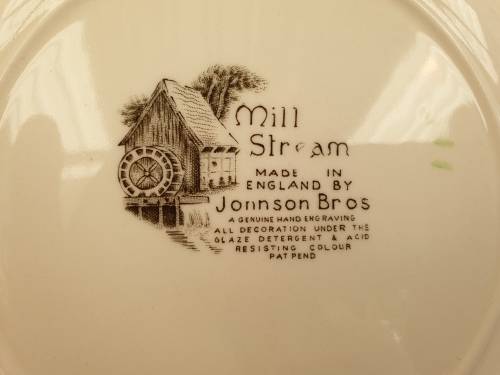 Mill
Stream
MADE IN
ENGLAND BY
Johnson Bros
A GENUINE HAND ENGRAVING
ALL DECORATION UNDER THE
GLAZE DETERGENT & ACID
RESISTING COLOUR
PAT PEND